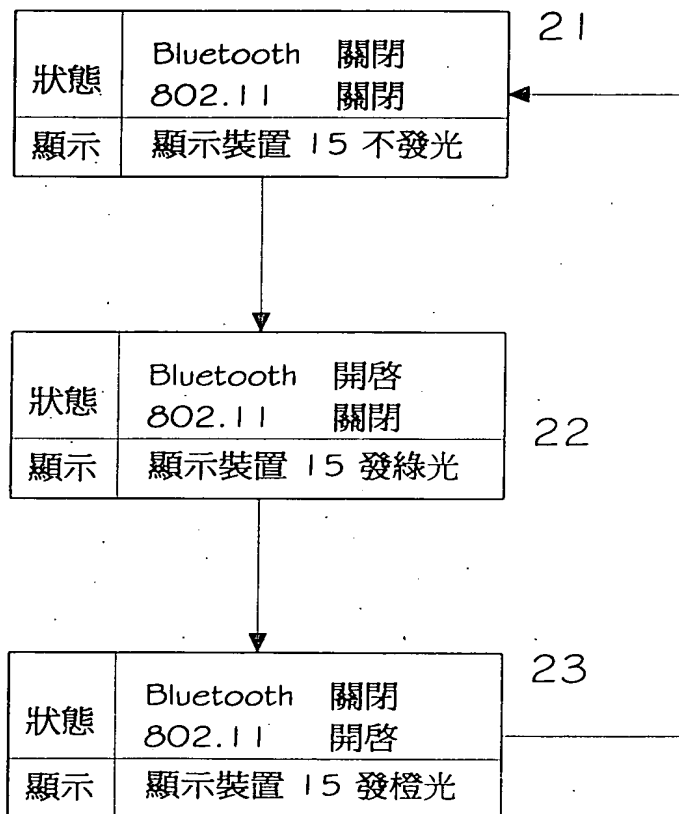 21
狀態 Bluetooth 關閉
802.11 關閉
顯示 顯示裝置 15 不發光
狀態 Bluetooth 開啓
802.11 關閉
22
顯示 顯示裝置 15 發綠光
23
狀態 Bluetooth 關閉
802.11 開啓
顯示 顯示裝置 15 發橙光